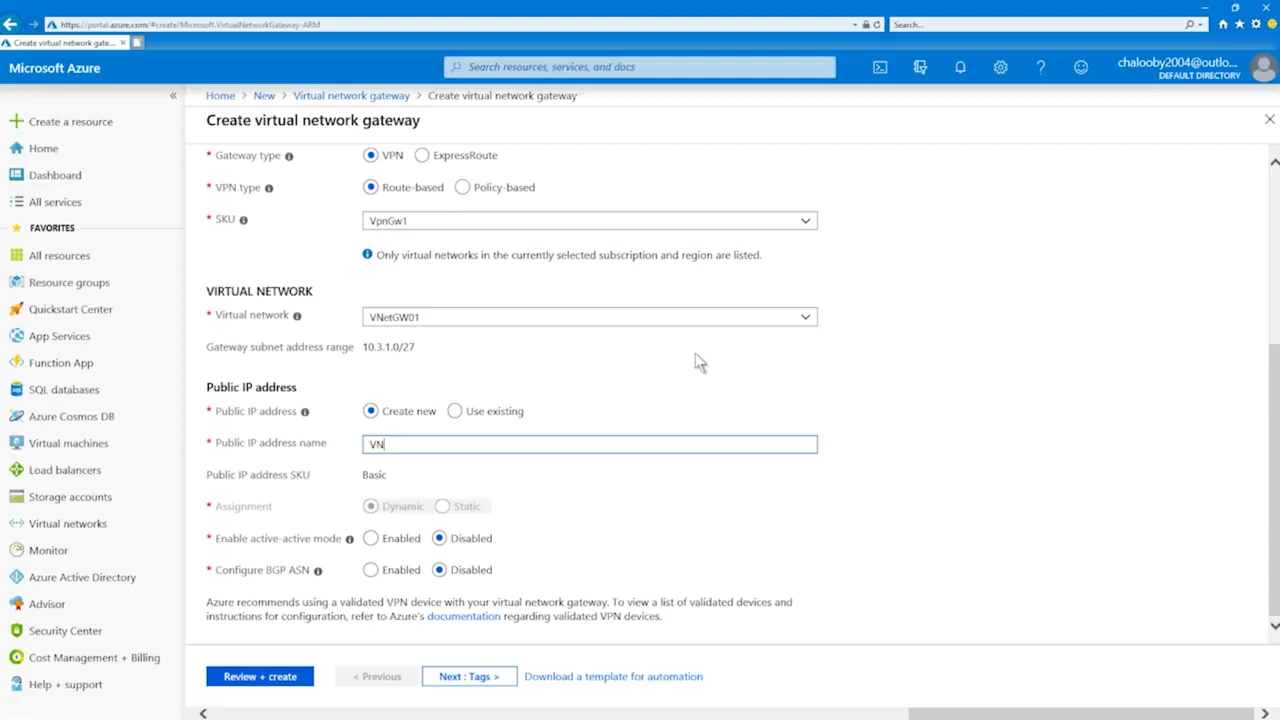 https://portal.azure.com/#create/Microsoft.VirtualNetworkGateway-ARM
Search...
Create virtual network gate...
Microsoft Azure
Search resources, services, and docs
chalooby2004@outlo...
DEFAULT DIRECTORY
Home > New > Virtual network gateway > Create virtual network gateway
Create virtual network gateway
Create a resource
Home
Dashboard
All services
FAVORITES
All resources
Resource groups
Quickstart Center
App Services
Function App
SQL databases
Azure Cosmos DB
Virtual machines
Load balancers
Storage accounts
Virtual networks
Monitor
Azure Active Directory
Advisor
Security Center
Cost Management + Billing
Help + support
* Gateway type VPN ExpressRoute
* VPN type Route-based Policy-based
* SKU VpnGw1
Only virtual networks in the currently selected subscription and region are listed.
VIRTUAL NETWORK
* Virtual network VNetGW01
Gateway subnet address range 10.3.1.0/27
Public IP address
* Public IP address Create new Use existing
* Public IP address name VN
Public IP address SKU Basic
* Assignment Dynamic Static
* Enable active-active mode Enabled Disabled
* Configure BGP ASN Enabled Disabled
Azure recommends using a validated VPN device with your virtual network gateway. To view a list of validated devices and
instructions for configuration, refer to Azure's documentation regarding validated VPN devices.
Review + create < Previous Next : Tags > Download a template for automation